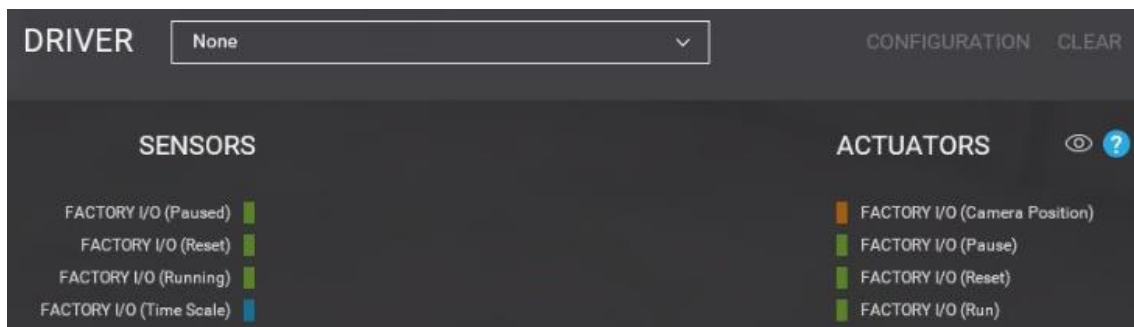 DRIVER None CONFIGURATION CLEAR
SENSORS ACTUATORS ?
FACTORY I/O (Paused) FACTORY I/O (Camera Position)
FACTORY I/O (Reset) FACTORY I/O (Pause)
FACTORY I/O (Running) FACTORY I/O (Reset)
FACTORY I/O (Time Scale) FACTORY I/O (Run)